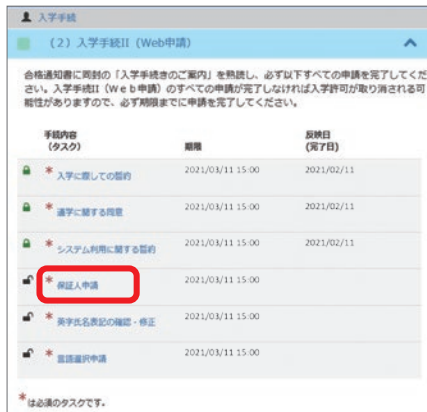 入学手続
(2) 入学手続II (Web申請)
合格通知書に同封の「入学手続きのご案内」を熟読し、必ず以下すべての申請を完了してくだ
さい。入学手続II（Web申請）のすべての申請が完了しなければ入学許可が取り消される可
能性がありますので、必ず期限までに申請を完了してください。
手続内容 (タスク) 期限 反映日 (完了日)
* 入学に際しての誓約 2021/03/11 15:00 2021/02/11
* 通学に関する同意 2021/03/11 15:00 2021/02/11
* システム利用に関する誓約 2021/03/11 15:00 2021/02/11
* 保証人申請 2021/03/11 15:00
* 英字氏名表記の確認・修正 2021/03/11 15:00
* 言語選択申請 2021/03/11 15:00
*は必須のタスクです。